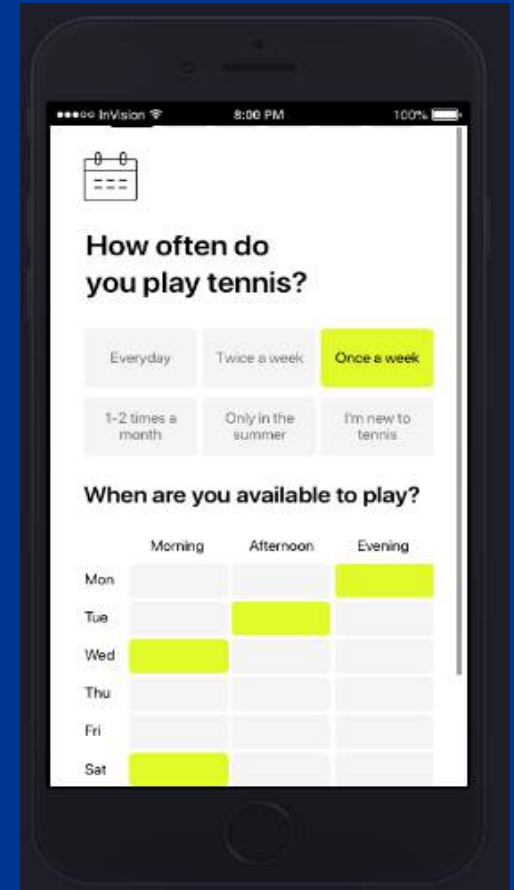 InVision
8:00 PM
100%
How often do
you play tennis?
Everyday
Twice a week
Once a week
1-2 times a
month
Only in the
summer
I'm new to
tennis
When are you available to play?
Morning Afternoon Evening
Mon
Tue
Wed
Thu
Fri
Sat